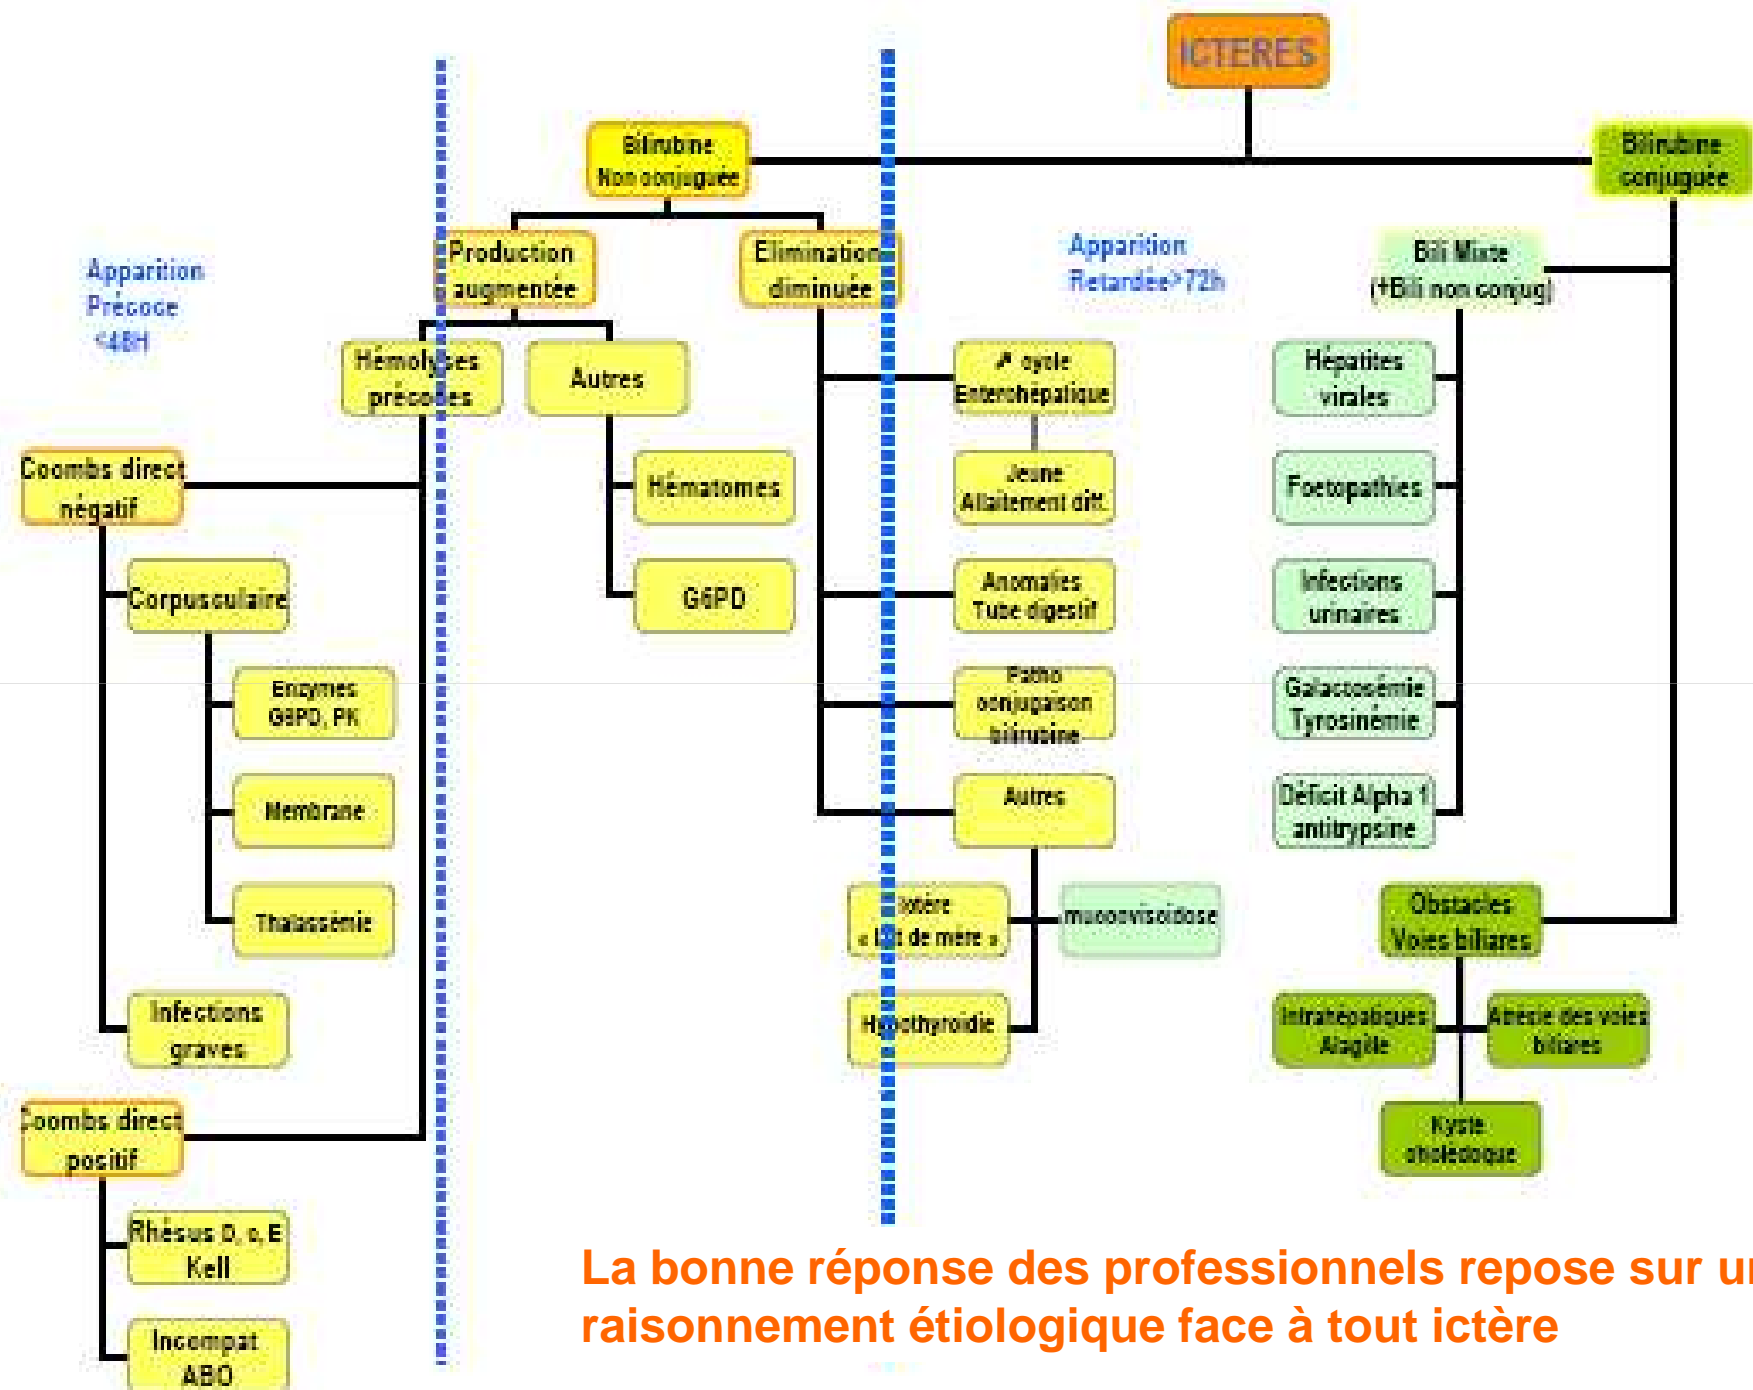 ICTERES
Bilirubine
Non conjuguée
Bilirubine
conjuguée
Apparition
Précoce
<48H
Production
augmentée
Elimination
diminuée
Apparition
Retardée>72h
Bili Mixte
(+Bili non conjug)
Hémolyses
précoces
Autres
↗ cycle
Enterohépatique
Hépatites
virales
Coombs direct
négatif
Hématomes
Jeune
Allaitement diff.
Foetopathies
Corpusculaire
G6PD
Anomalies
Tube digestif
Infections
urinaires
Enzymes
G6PD, PK
Patho
conjugaison
bilirubine
Galactosémie
Tyrosinémie
Membrane
Autres
Déficit Alpha 1
antitrypsine
Thalassémie
Ictère
« Lait de mère »
mucoviscidose
Obstacles
Voies biliares
Infections
graves
Hypothyroïdie
Intrahépatiques
Alagille
Atrésie des voies
biliares
Coombs direct
positif
Kyste
cholédoque
Rhésus D, c, E
Kell
Incompat
ABO
La bonne réponse des professionnels repose sur un
raisonnement étiologique face à tout ictère